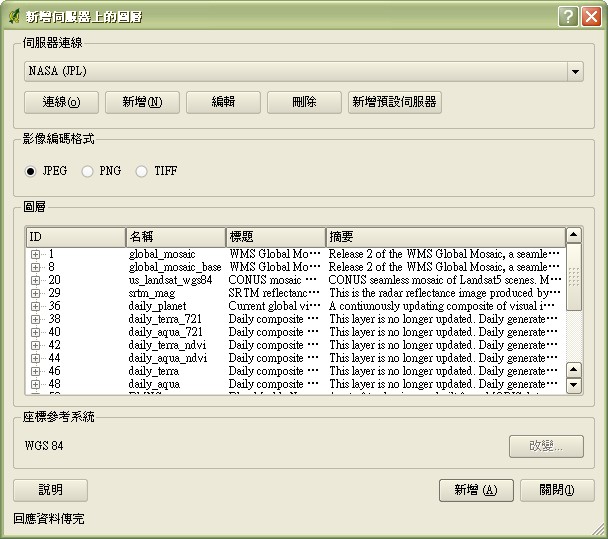 新增伺服器上的圖層
伺服器連線
NASA (JPL)
連線(o) 新增(N) 編輯 刪除 新增預設伺服器
影像編碼格式
JPEG PNG TIFF
圖層
ID 名稱 標題 摘要
1 global_mosaic WMS Global Mo··· Release 2 of the WMS Global Mosaic, a seamle···
8 global_mosaic_base WMS Global Mo··· Release 2 of the WMS Global Mosaic, a seamle···
20 us_landsat_wgs84 CONUS mosaic ··· CONUS seamless mosaic of Landsat5 scenes. M···
29 srtm_mag SRTM reflectanc··· This is the radar reflectance image produced by···
36 daily_planet Current global vi··· A contiunously updating composite of visual i···
38 daily_terra_721 Daily composite ··· This layer is no longer updated. Daily generate···
40 daily_aqua_721 Daily composite ··· This layer is no longer updated. Daily generate···
42 daily_terra_ndvi Daily composite ··· This layer is no longer updated. Daily generate···
44 daily_aqua_ndvi Daily composite ··· This layer is no longer updated. Daily generate···
46 daily_terra Daily composite ··· This layer is no longer updated. Daily generate···
48 daily_aqua Daily composite ··· This layer is no longer updated. Daily generate···
座標參考系統
WGS 84 改變...
說明 新增 (A) 關閉(l)
回應資料傳完